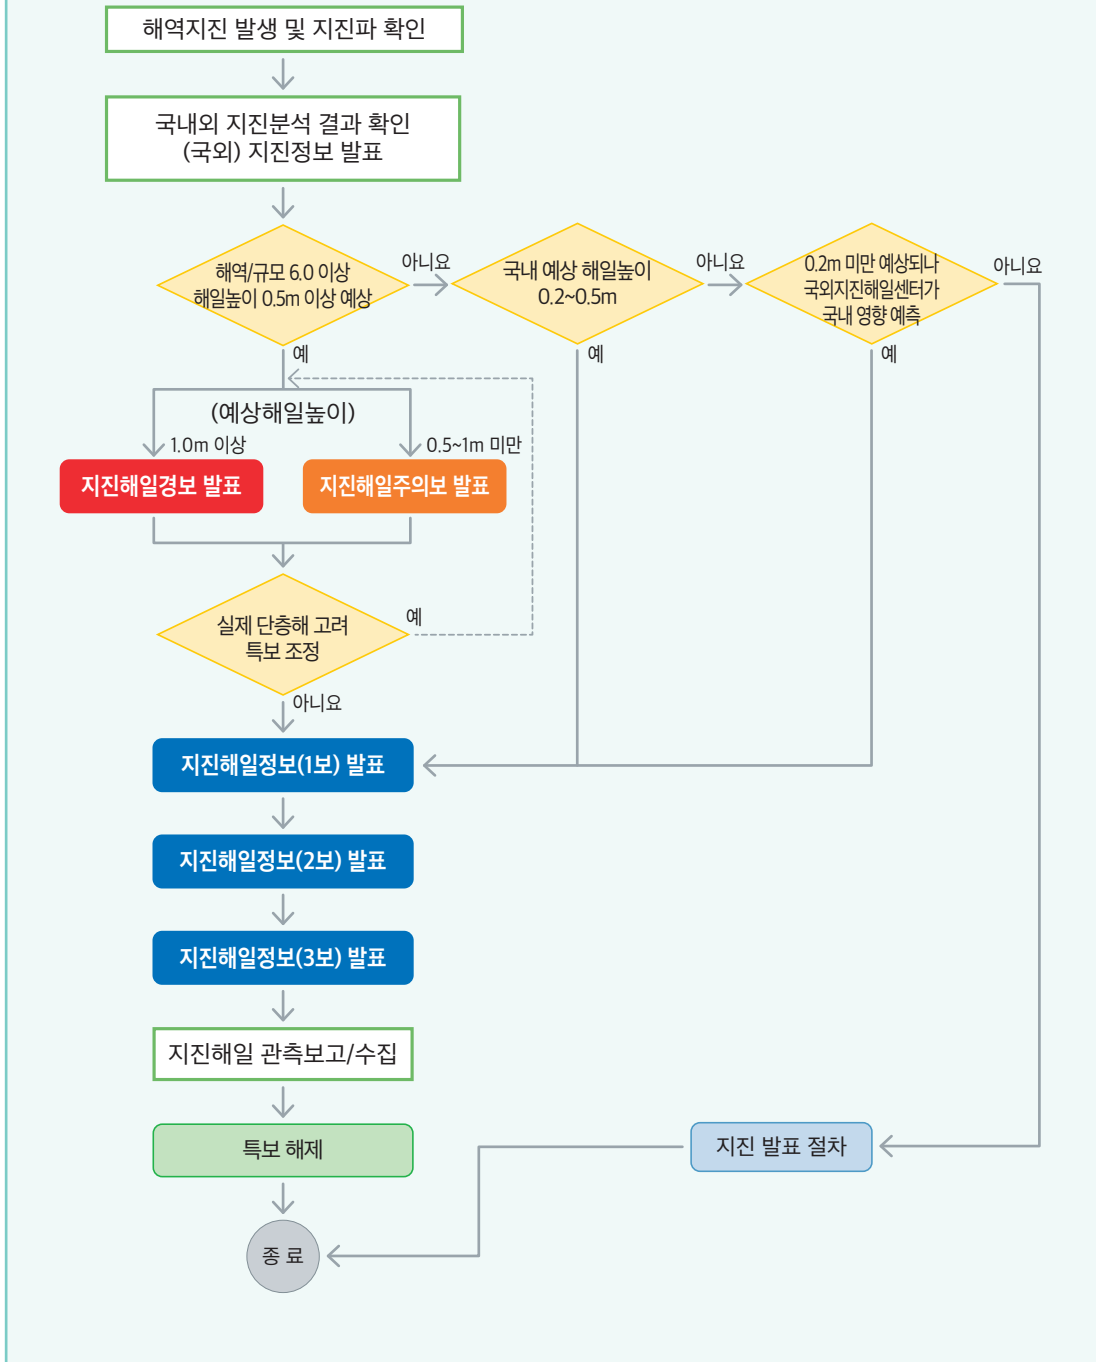 해역지진 발생 및 지진파 확인
국내외 지진분석 결과 확인
(국외) 지진정보 발표
해역/규모 6.0 이상
해일높이 0.5m 이상 예상
아니요
국내 예상 해일높이
0.2~0.5m
아니요
0.2m 미만 예상되나
국외지진해일센터가
국내 영향 예측
아니요
예
예
예
(예상해일높이)
1.0m 이상
0.5~1m 미만
지진해일경보 발표
지진해일주의보 발표
실제 단층해 고려
특보 조정
예
아니요
지진해일정보(1보) 발표
지진해일정보(2보) 발표
지진해일정보(3보) 발표
지진해일 관측보고/수집
특보 해제
지진 발표 절차
종 료